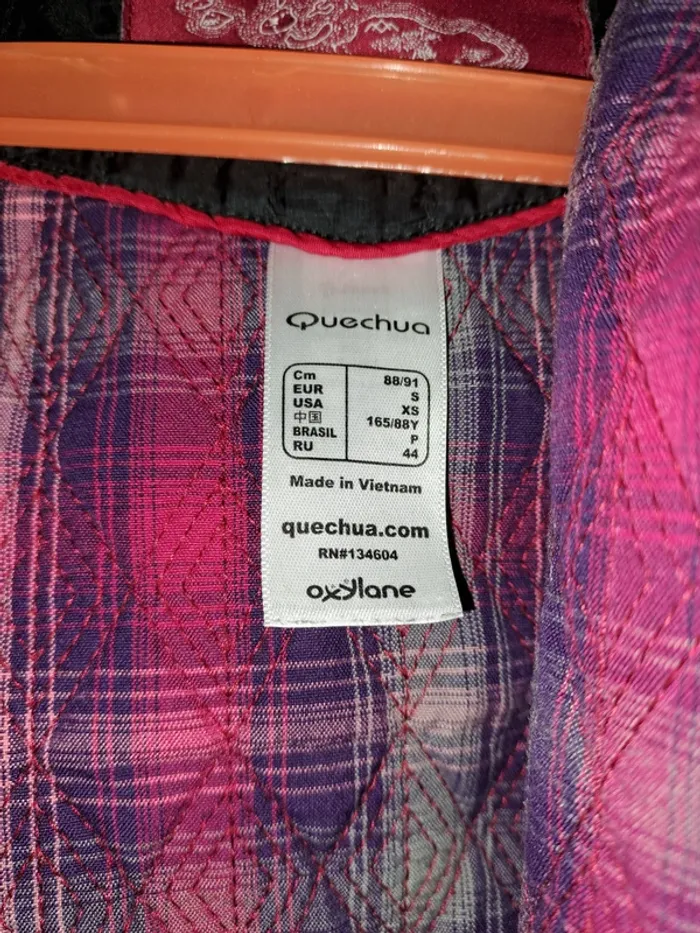 Quechua
Cm 88/91
EUR S
USA XS
中国 165/88Y
BRASIL P
RU 44
Made in Vietnam
quechua.com
RN#134604
oxylane